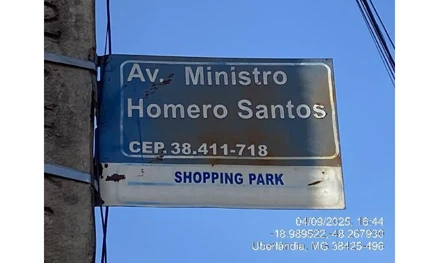 Av. Ministro
Homero Santos
CEP. 38.411-718
SHOPPING PARK
04/09/2025, 16:44
-18.989522, -48.267930
Uberlândia, MG 38425-496